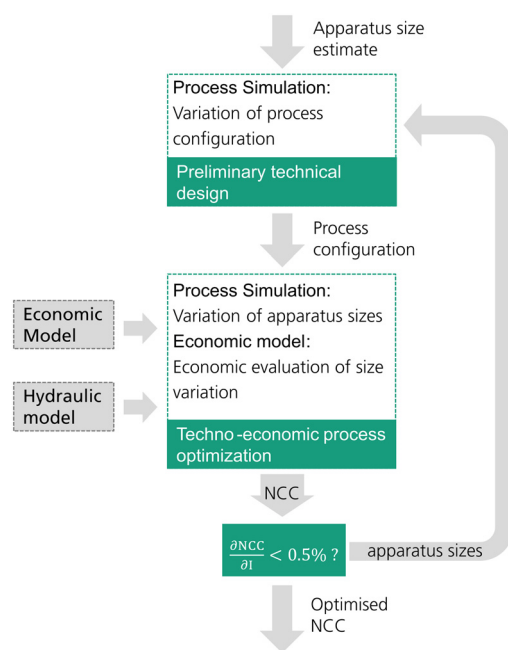 Apparatus size
estimate
Process Simulation:
Variation of process
configuration
Preliminary technical
design
Process
configuration
Economic
Model
Hydraulic
model
Process Simulation:
Variation of apparatus sizes
Economic model:
Economic evaluation of size
variation
Techno-economic process
optimization
NCC
∂NCC/∂I < 0.5% ?
apparatus sizes
Optimised
NCC